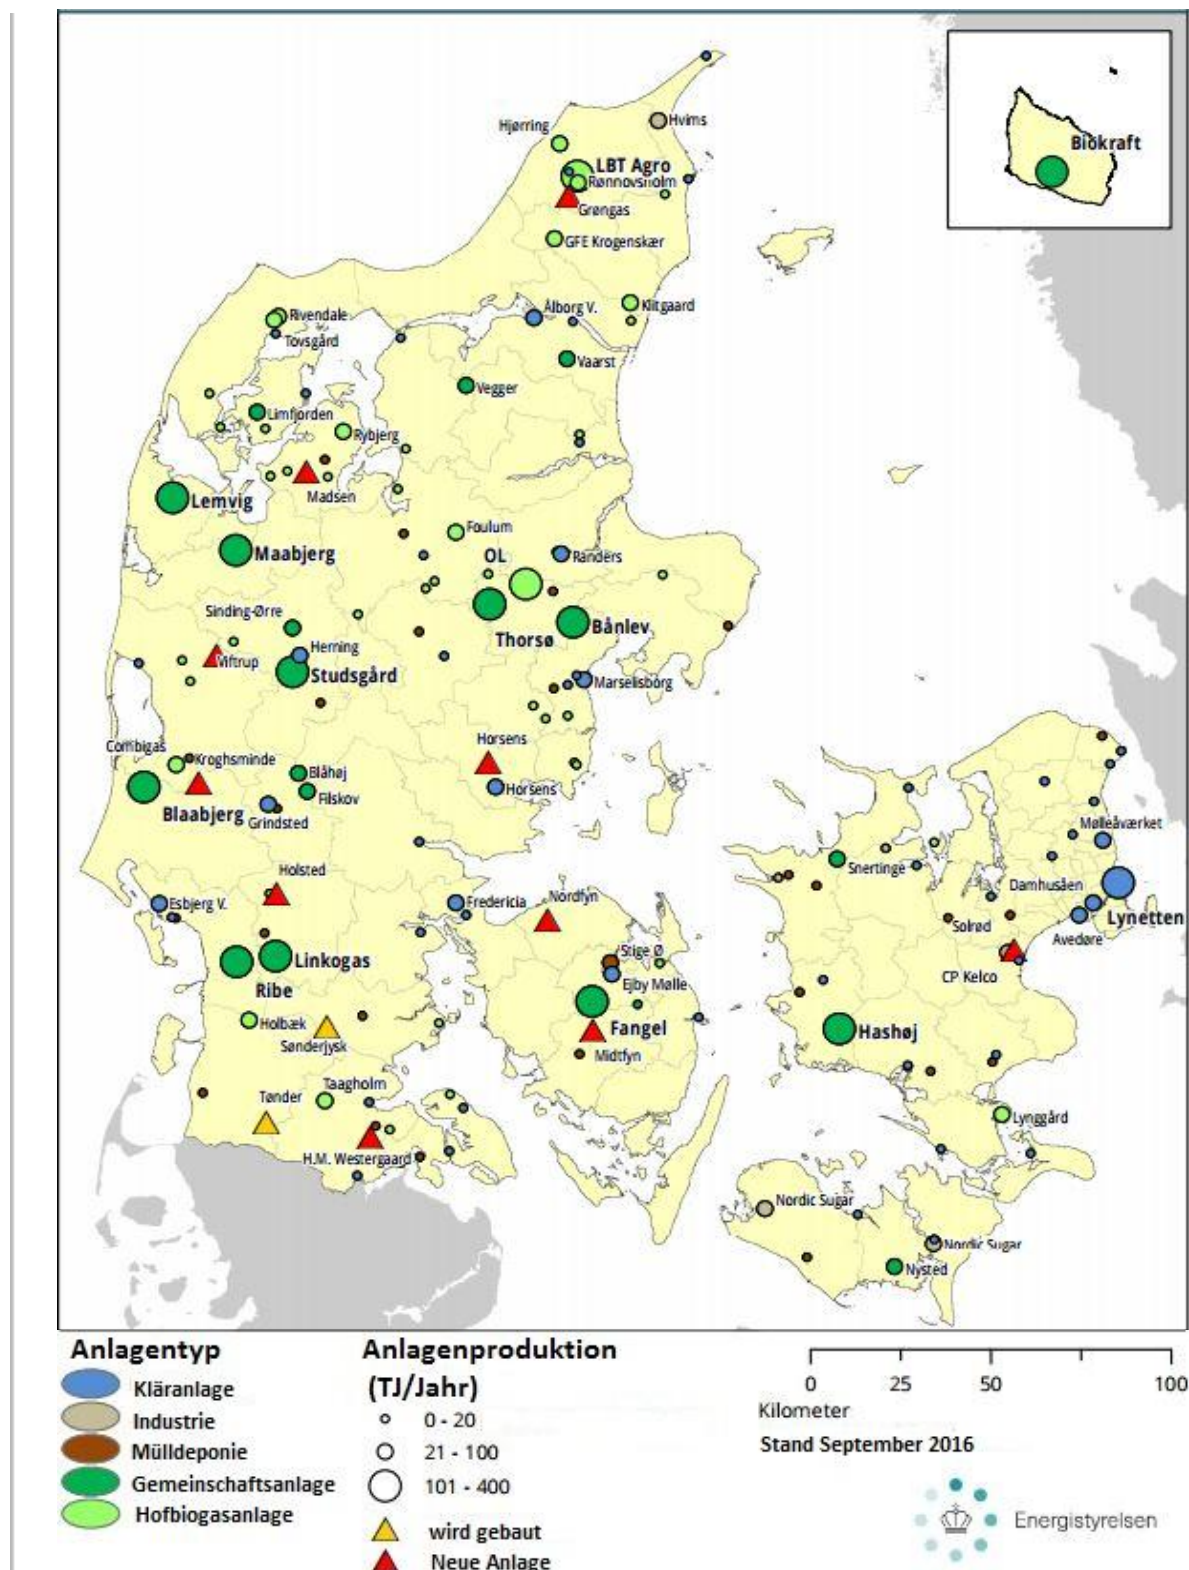 Hjørring
Hvims
LBT Agro
Rønnovsholm
Grøngas
GFE Krogenskær
Biokraft
Rivendale
Tovsgård
Ålborg V.
Klitgaard
Vaarst
Vegger
Limfjorden
Rybjerg
Madsen
Lemvig
Foulum
Maabjerg
OL
Randers
Sinding-Ørre
Thorsø
Bånlev
Herning
Viftrup
Studsgård
Marselisborg
Combigas
Kroghsminde
Horsens
Blåhøj
Horsens
Filskov
Blaabjerg
Grindsted
Mølleåværket
Snertinge
Holsted
Damhusåen
Nordfyn
Esbjerg V.
Fredericia
Lynetten
Solrød
Avedøre
Stige Ø
Linkogas
CP Kelco
Ribe
Ejby Mølle
Holbæk
Fangel
Hashøj
Sønderjysk
Midtfyn
Taagholm
Tønder
Lynggård
H.M. Westergaard
Nordic Sugar
Nordic Sugar
Nysted
Anlagentyp
Kläranlage
Industrie
Mülldeponie
Gemeinschaftsanlage
Hofbiogasanlage
Anlagenproduktion
(TJ/Jahr)
0 - 20
21 - 100
101 - 400
wird gebaut
Neue Anlage
0 25 50 100
Kilometer
Stand September 2016
Energistyrelsen